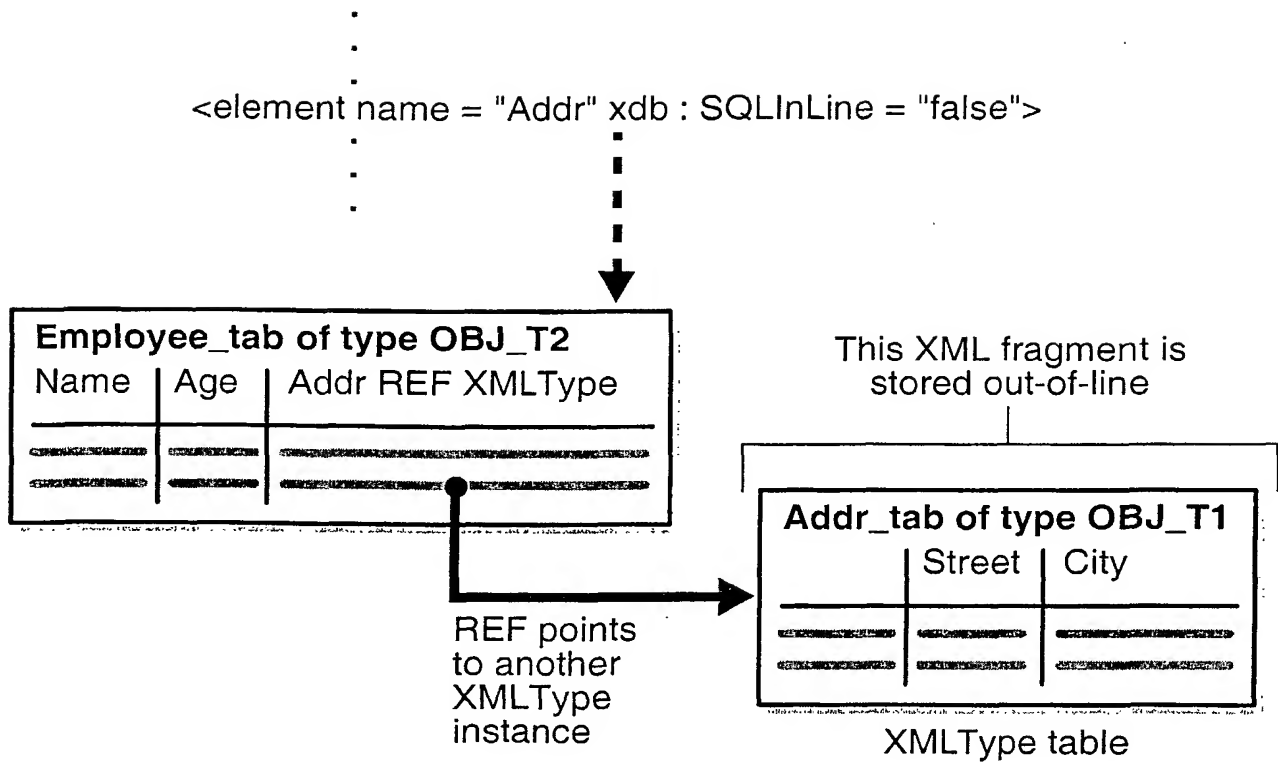 <element name = "Addr" xdb : SQLInLine = "false">
Employee_tab of type OBJ_T2
Name Age Addr REF XMLType
This XML fragment is
stored out-of-line
Addr_tab of type OBJ_T1
Street City
REF points
to another
XMLType
instance
XMLType table